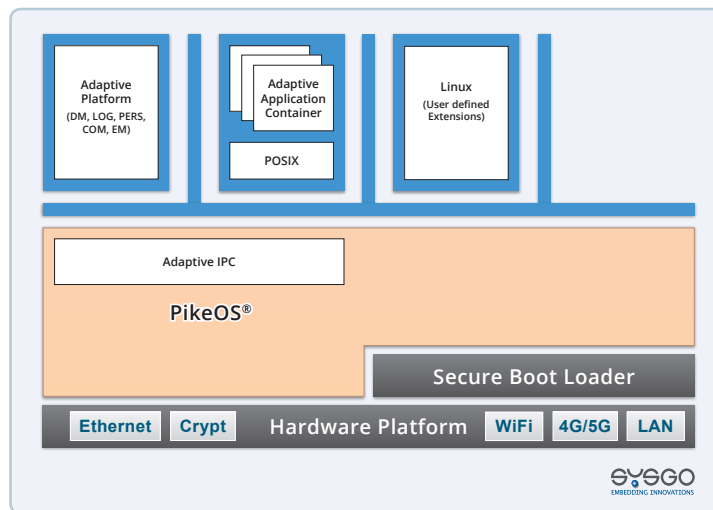 Adaptive
Platform
(DM, LOG, PERS,
COM, EM)
Adaptive
Application
Container
POSIX
Linux
(User defined
Extensions)
Adaptive IPC
PikeOS®
Secure Boot Loader
Ethernet
Crypt
Hardware Platform
WiFi
4G/5G
LAN
SYSGO
EMBEDDING INNOVATIONS